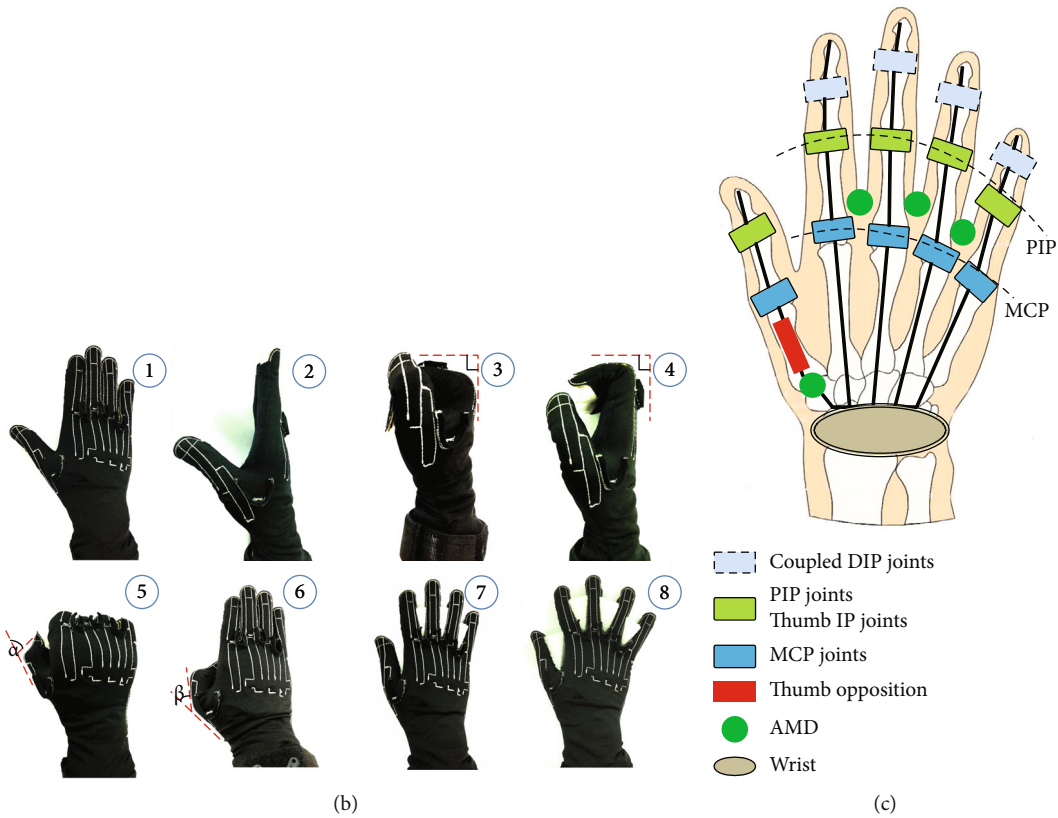 1
2
3
4
5
α
6
β
7
8
(b)
PIP
MCP
Coupled DIP joints
PIP joints
Thumb IP joints
MCP joints
Thumb opposition
AMD
Wrist
(c)